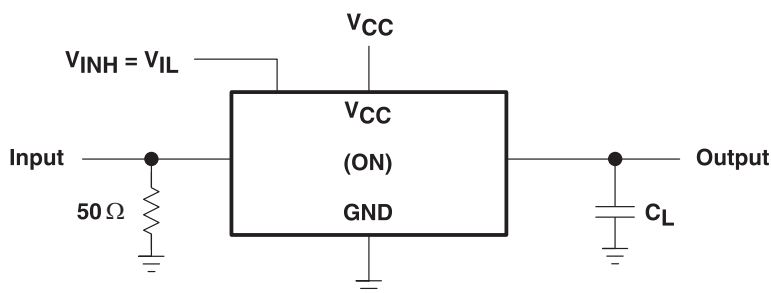 VCC
VINH = VIL
VCC
Input
(ON)
Output
50 Ω
GND
CL